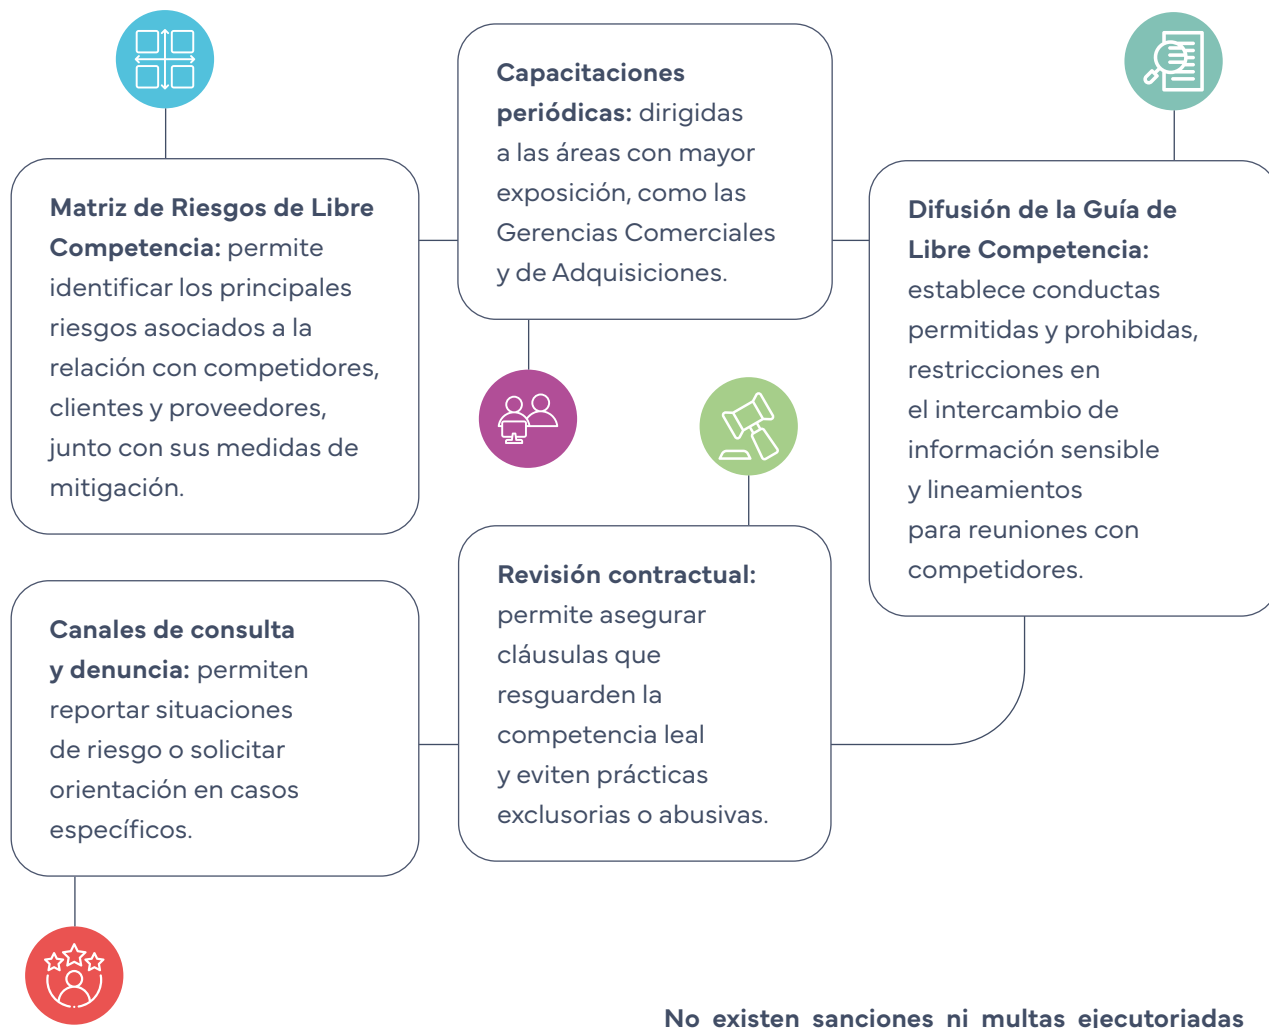 Matriz de Riesgos de Libre
Competencia: permite
identificar los principales
riesgos asociados a la
relación con competidores,
clientes y proveedores,
junto con sus medidas de
mitigación.
Capacitaciones
periódicas: dirigidas
a las áreas con mayor
exposición, como las
Gerencias Comerciales
y de Adquisiciones.
Difusión de la Guía de
Libre Competencia:
establece conductas
permitidas y prohibidas,
restricciones en
el intercambio de
información sensible
y lineamientos
para reuniones con
competidores.
Revisión contractual:
permite asegurar
cláusulas que
resguarden la
competencia leal
y eviten prácticas
exclusorias o abusivas.
Canales de consulta
y denuncia: permiten
reportar situaciones
de riesgo o solicitar
orientación en casos
específicos.
No existen sanciones ni multas ejecutoriadas